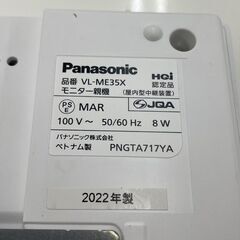 Panasonic
HQi
品番 VL-ME35X 認定品
モニター親機 (屋内型中継装置)
PS E MAR JQA
100 V ～ 50/60 Hz 8 W
パナソニック株式会社
ベトナム製 PNGTA717YA
2022年製